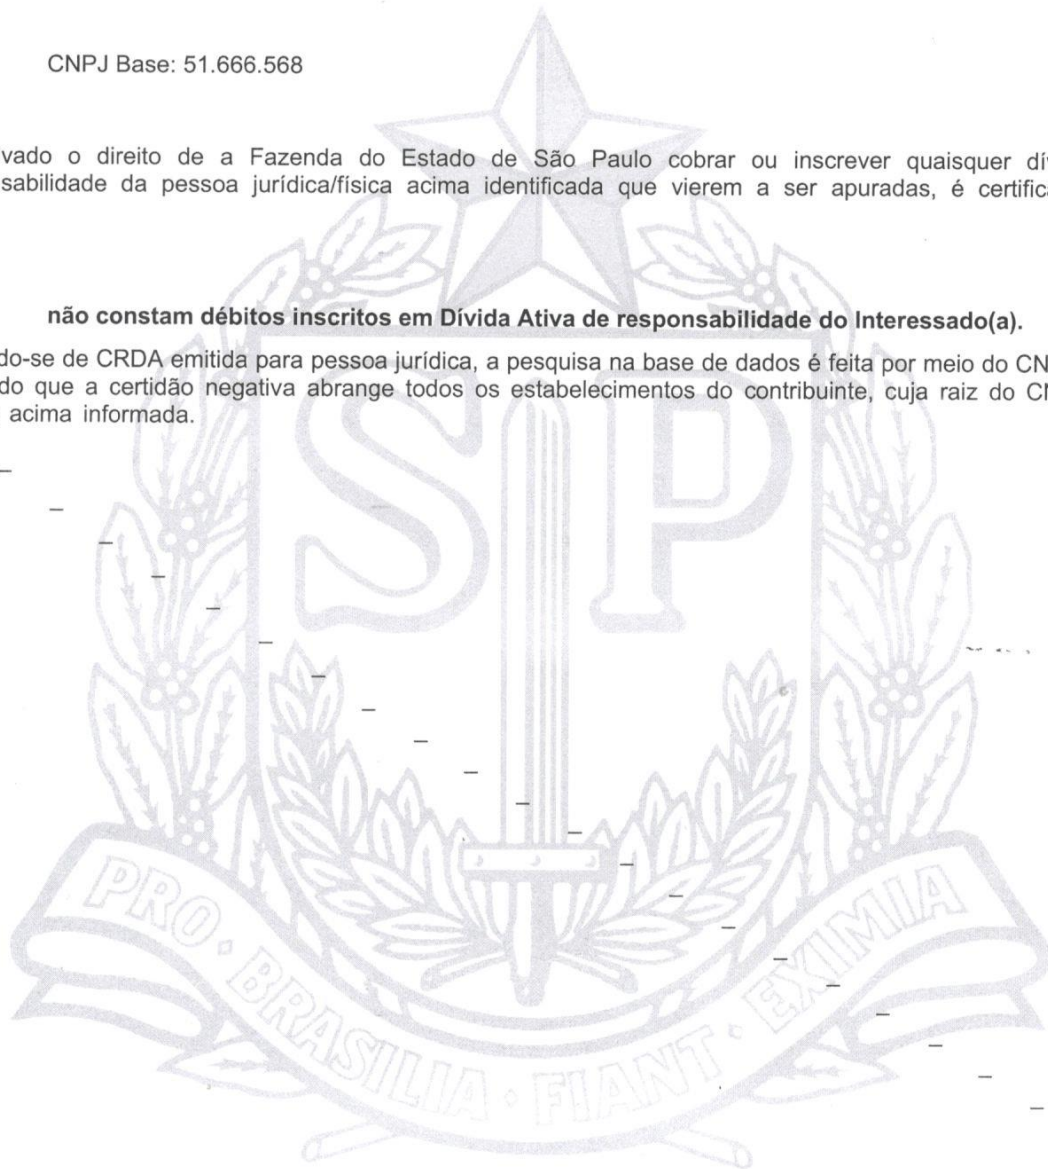 CNPJ Base: 51.666.568
vado o direito de a Fazenda do Estado de São Paulo cobrar ou inscrever quaisquer dív
sabilidade da pessoa jurídica/física acima identificada que vierem a ser apuradas, é certifica
não constam débitos inscritos em Dívida Ativa de responsabilidade do Interessado(a).
do-se de CRDA emitida para pessoa jurídica, a pesquisa na base de dados é feita por meio do CN
do que a certidão negativa abrange todos os estabelecimentos do contribuinte, cuja raiz do CN
acima informada.
SP
PRO · BRASILIA · FIANT · EXIMIA